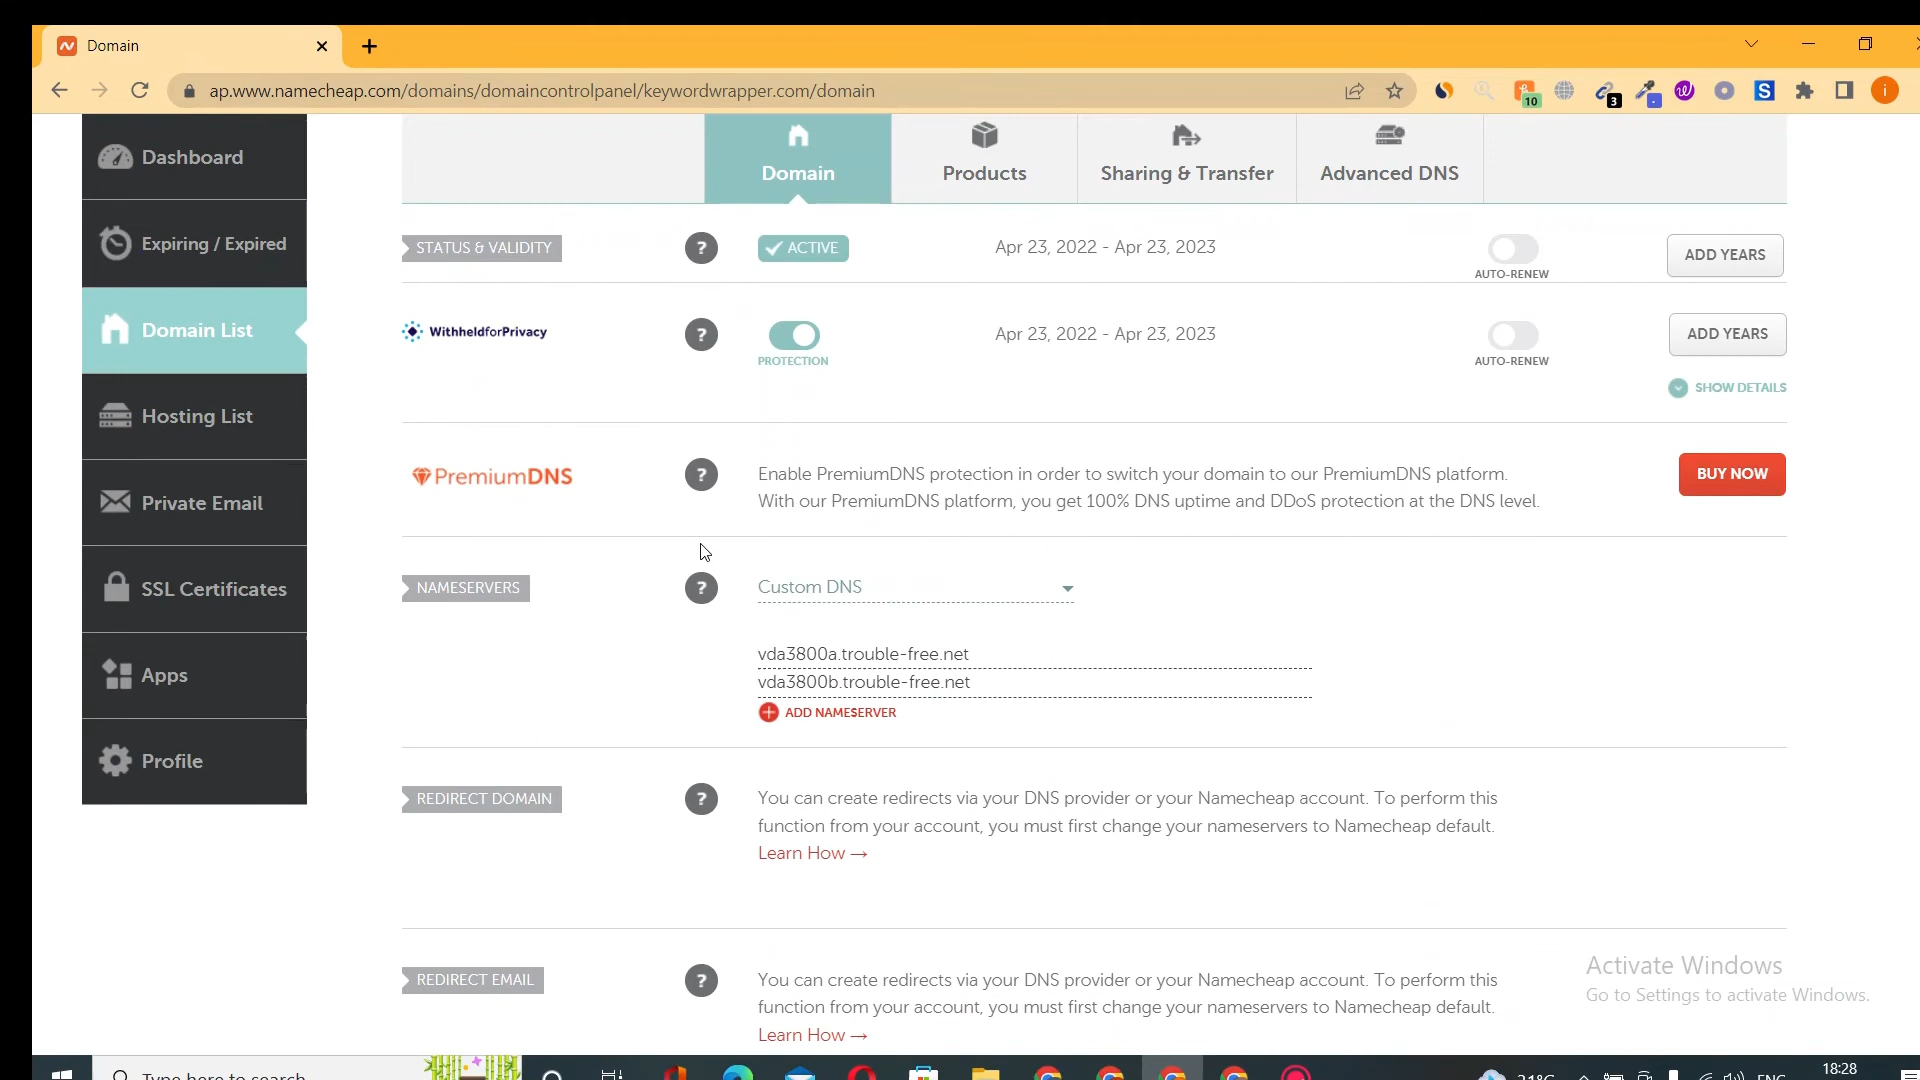 Domain
ap.www.namecheap.com/domains/domaincontrolpanel/keywordwrapper.com/domain
10
3
S
i
Dashboard
Expiring / Expired
Domain List
Hosting List
Private Email
SSL Certificates
Apps
Profile
Domain
Products
Sharing & Transfer
Advanced DNS
STATUS & VALIDITY
?
ACTIVE
Apr 23, 2022 - Apr 23, 2023
AUTO-RENEW
ADD YEARS
WithheldforPrivacy
?
PROTECTION
Apr 23, 2022 - Apr 23, 2023
AUTO-RENEW
ADD YEARS
SHOW DETAILS
PremiumDNS
?
Enable PremiumDNS protection in order to switch your domain to our PremiumDNS platform.
With our PremiumDNS platform, you get 100% DNS uptime and DDoS protection at the DNS level.
BUY NOW
NAMESERVERS
?
Custom DNS
vda3800a.trouble-free.net
vda3800b.trouble-free.net
ADD NAMESERVER
REDIRECT DOMAIN
?
You can create redirects via your DNS provider or your Namecheap account. To perform this
function from your account, you must first change your nameservers to Namecheap default.
Learn How →
REDIRECT EMAIL
?
You can create redirects via your DNS provider or your Namecheap account. To perform this
function from your account, you must first change your nameservers to Namecheap default.
Learn How →
Activate Windows
Go to Settings to activate Windows.
Type here to search
21°C
ENG
18:28